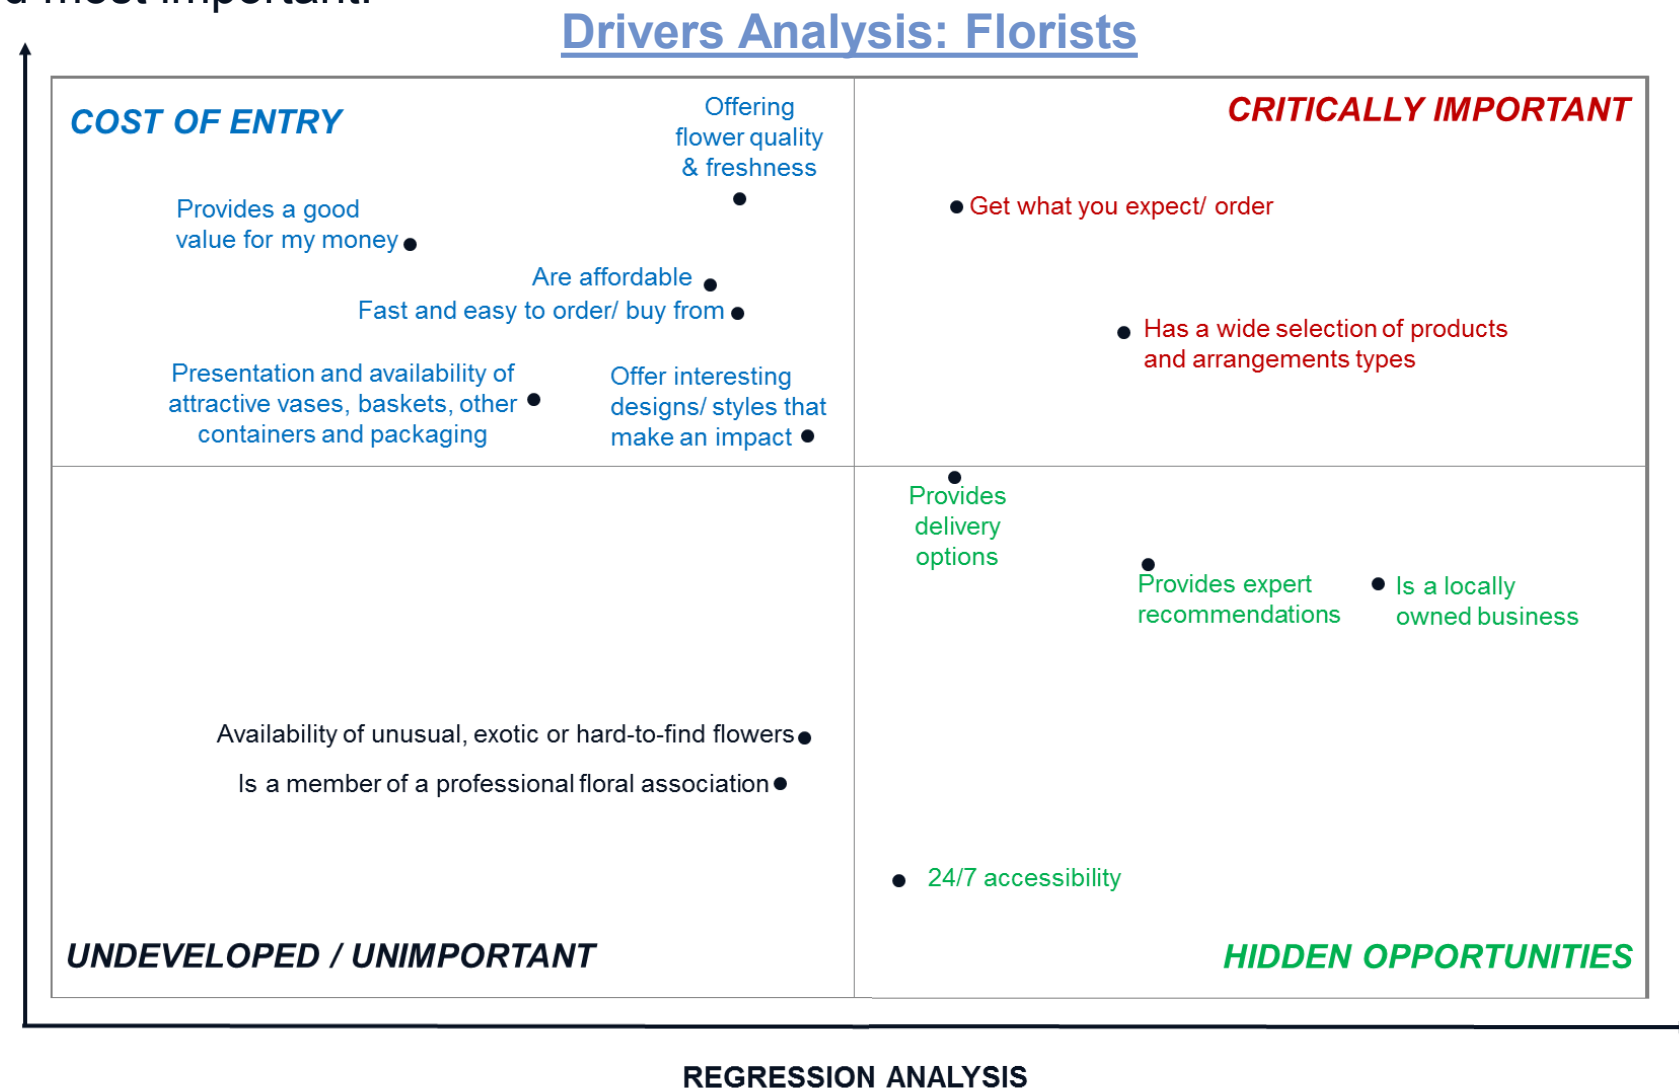 most important.
Drivers Analysis: Florists
COST OF ENTRY
CRITICALLY IMPORTANT
Offering
flower quality
& freshness
Provides a good
value for my money
Get what you expect/ order
Are affordable
Fast and easy to order/ buy from
Has a wide selection of products
and arrangements types
Presentation and availability of
attractive vases, baskets, other
containers and packaging
Offer interesting
designs/ styles that
make an impact
Provides
delivery
options
Provides expert
recommendations
Is a locally
owned business
Availability of unusual, exotic or hard-to-find flowers
Is a member of a professional floral association
24/7 accessibility
UNDEVELOPED / UNIMPORTANT
HIDDEN OPPORTUNITIES
REGRESSION ANALYSIS